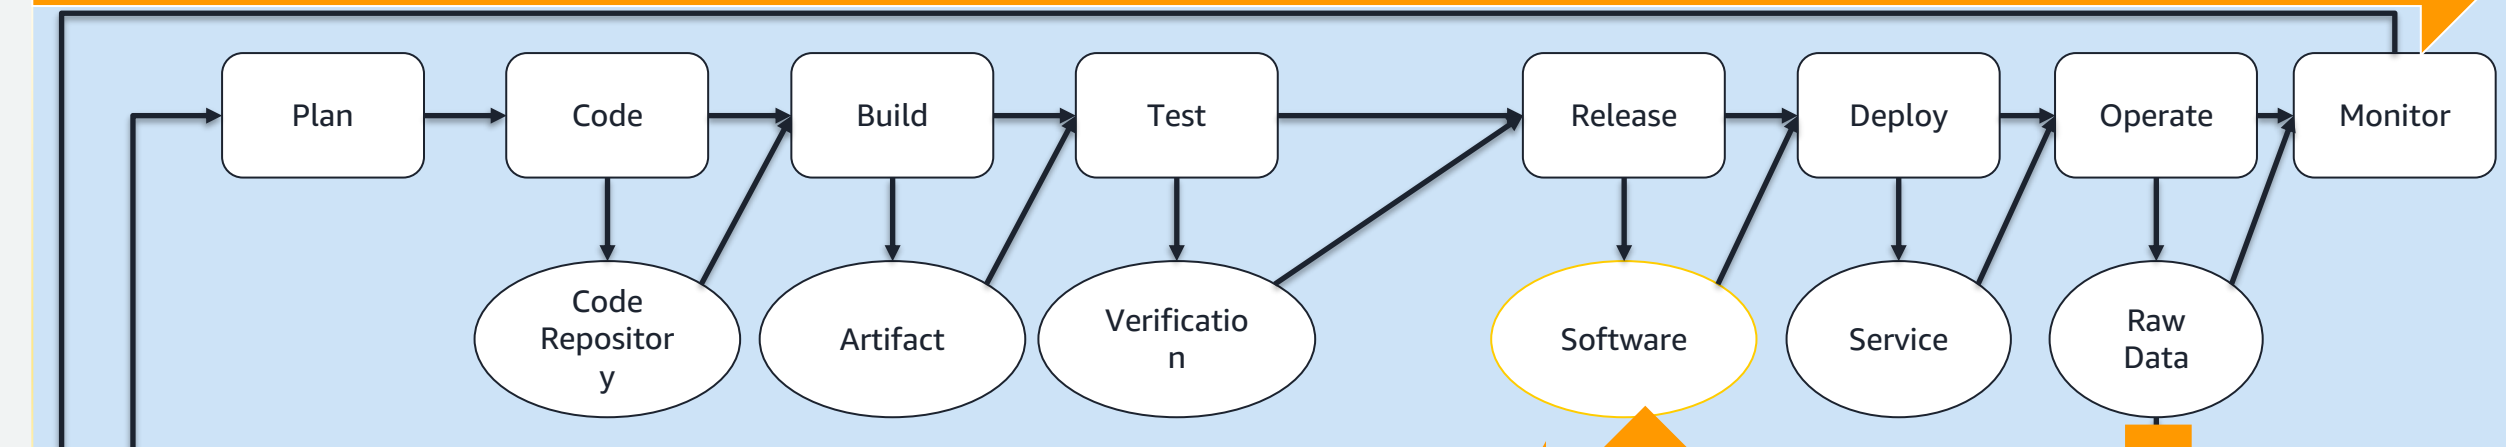 Plan
Code
Build
Test
Release
Deploy
Operate
Monitor
Code
Repositor
y
Artifact
Verificatio
n
Software
Service
Raw
Data